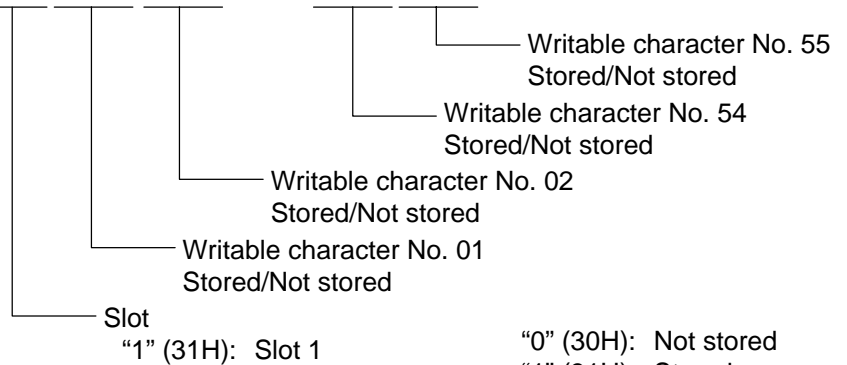 Writable character No. 55
Stored/Not stored
Writable character No. 54
Stored/Not stored
Writable character No. 02
Stored/Not stored
Writable character No. 01
Stored/Not stored
Slot
“1” (31H): Slot 1
“0” (30H): Not stored